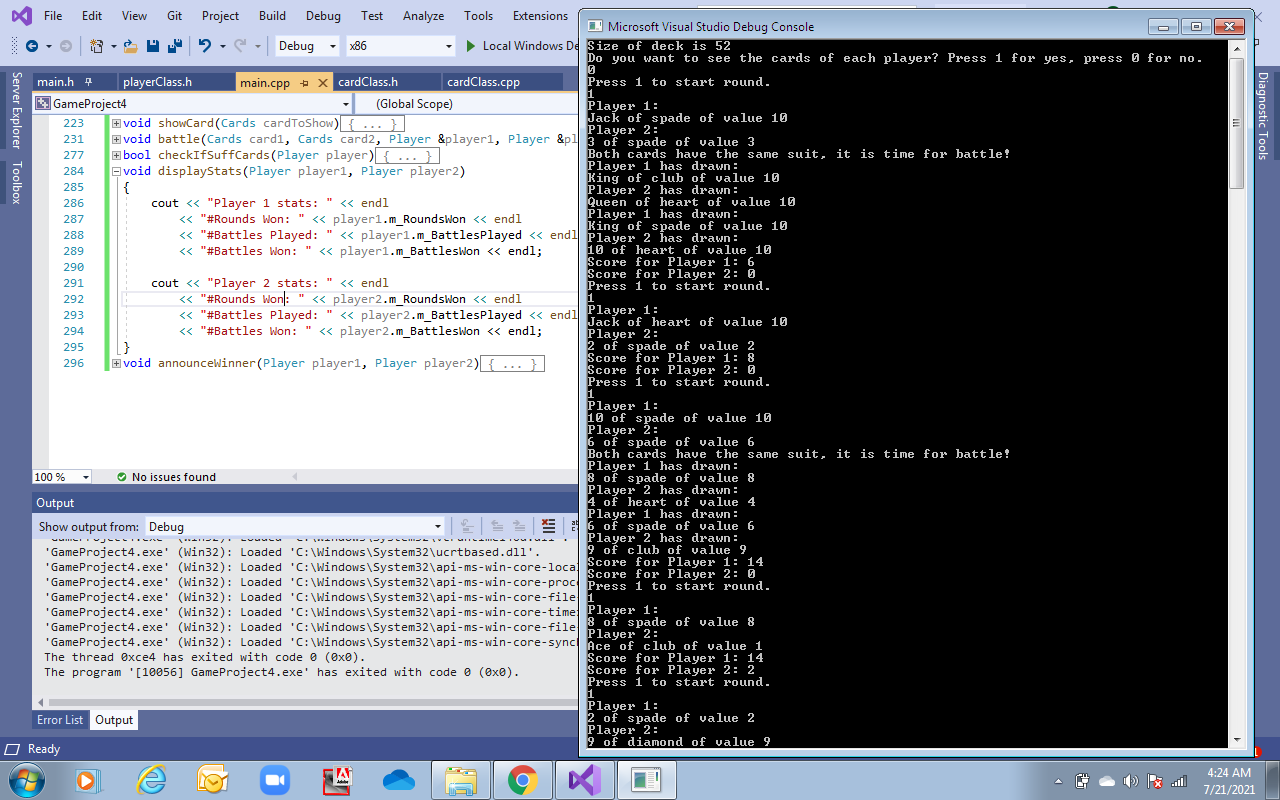 File Edit View Git Project Build Debug Test Analyze Tools Extensions
Debug x86 Local Windows De
Server Explorer
Toolbox
main.h playerClass.h main.cpp cardClass.h cardClass.cpp
GameProject4 (Global Scope)
223 void showCard(Cards cardToShow) { ... }
231 void battle(Cards card1, Cards card2, Player &player1, Player &pl
277 bool checkIfSuffCards(Player player) { ... }
284 void displayStats(Player player1, Player player2)
285 {
286 cout << "Player 1 stats: " << endl
287 << "#Rounds Won: " << player1.m_RoundsWon << endl
288 << "#Battles Played: " << player1.m_BattlesPlayed << endl
289 << "#Battles Won: " << player1.m_BattlesWon << endl;
290
291 cout << "Player 2 stats: " << endl
292 << "#Rounds Won: " << player2.m_RoundsWon << endl
293 << "#Battles Played: " << player2.m_BattlesPlayed << endl
294 << "#Battles Won: " << player2.m_BattlesWon << endl;
295 }
296 void announceWinner(Player player1, Player player2) { ... }
100 % No issues found
Output
Show output from: Debug
'GameProject4.exe' (Win32): Loaded 'C:\Windows\System32\ucrtbased.dll'.
'GameProject4.exe' (Win32): Loaded 'C:\Windows\System32\api-ms-win-core-local
'GameProject4.exe' (Win32): Loaded 'C:\Windows\System32\api-ms-win-core-proce
'GameProject4.exe' (Win32): Loaded 'C:\Windows\System32\api-ms-win-core-file
'GameProject4.exe' (Win32): Loaded 'C:\Windows\System32\api-ms-win-core-time
'GameProject4.exe' (Win32): Loaded 'C:\Windows\System32\api-ms-win-core-file
'GameProject4.exe' (Win32): Loaded 'C:\Windows\System32\api-ms-win-core-synch
The thread 0xce4 has exited with code 0 (0x0).
The program '[10056] GameProject4.exe' has exited with code 0 (0x0).
Error List Output
Ready
Microsoft Visual Studio Debug Console
Size of deck is 52
Do you want to see the cards of each player? Press 1 for yes, press 0 for no.
0
Press 1 to start round.
1
Player 1:
Jack of spade of value 10
Player 2:
3 of spade of value 3
Both cards have the same suit, it is time for battle!
Player 1 has drawn:
King of club of value 10
Player 2 has drawn:
Queen of heart of value 10
Player 1 has drawn:
King of spade of value 10
Player 2 has drawn:
10 of heart of value 10
Score for Player 1: 6
Score for Player 2: 0
Press 1 to start round.
1
Player 1:
Jack of heart of value 10
Player 2:
2 of spade of value 2
Score for Player 1: 8
Score for Player 2: 0
Press 1 to start round.
1
Player 1:
10 of spade of value 10
Player 2:
6 of spade of value 6
Both cards have the same suit, it is time for battle!
Player 1 has drawn:
8 of spade of value 8
Player 2 has drawn:
4 of heart of value 4
Player 1 has drawn:
6 of spade of value 6
Player 2 has drawn:
9 of club of value 9
Score for Player 1: 14
Score for Player 2: 0
Press 1 to start round.
1
Player 1:
8 of spade of value 8
Player 2:
Ace of club of value 1
Score for Player 1: 14
Score for Player 2: 2
Press 1 to start round.
1
Player 1:
2 of spade of value 2
Player 2:
9 of diamond of value 9
Diagnostic Tools
Adobe
4:24 AM
7/21/2021